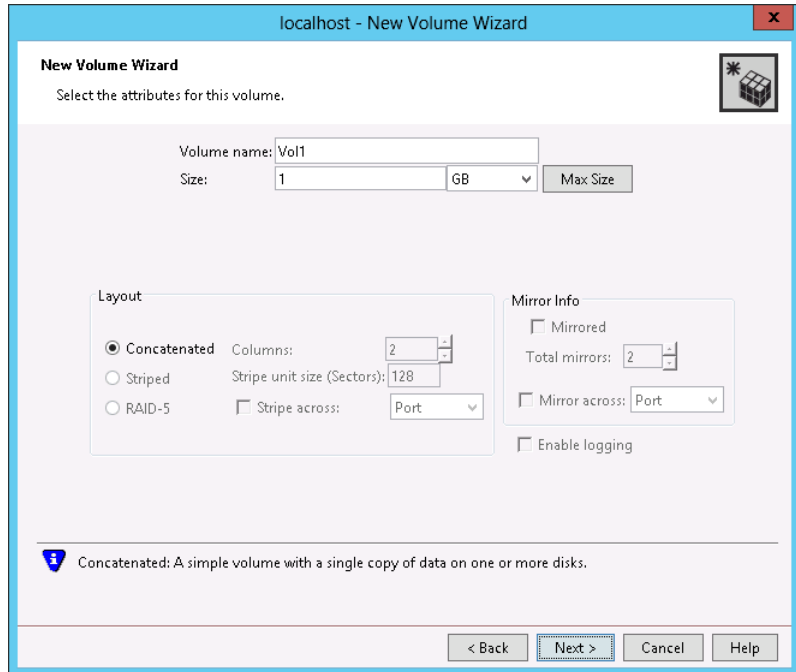 localhost - New Volume Wizard
x
New Volume Wizard
Select the attributes for this volume.
Volume name: Vol1
Size: 1 GB Max Size
Layout
Concatenated Columns: 2
Striped Stripe unit size (Sectors): 128
RAID-5 Stripe across: Port
Mirror Info
Mirrored
Total mirrors: 2
Mirror across: Port
Enable logging
i Concatenated: A simple volume with a single copy of data on one or more disks.
< Back Next > Cancel Help